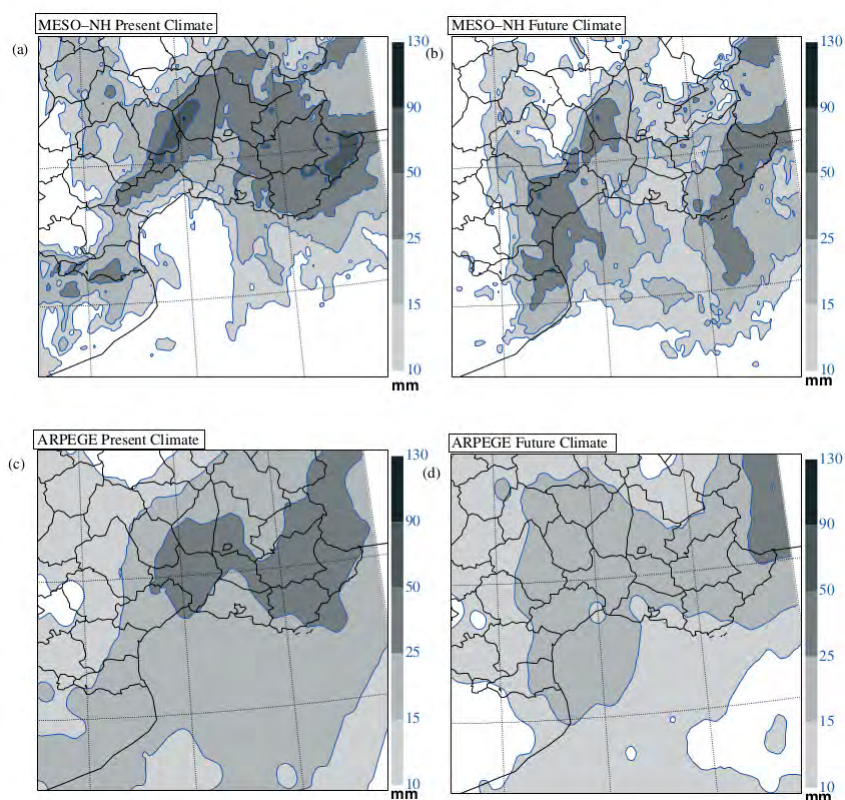 MESO–NH Present Climate
(a)
130
90
50
25
15
10
mm
MESO–NH Future Climate
(b)
130
90
50
25
15
10
mm
ARPEGE Present Climate
(c)
130
90
50
25
15
10
mm
ARPEGE Future Climate
(d)
130
90
50
25
15
10
mm